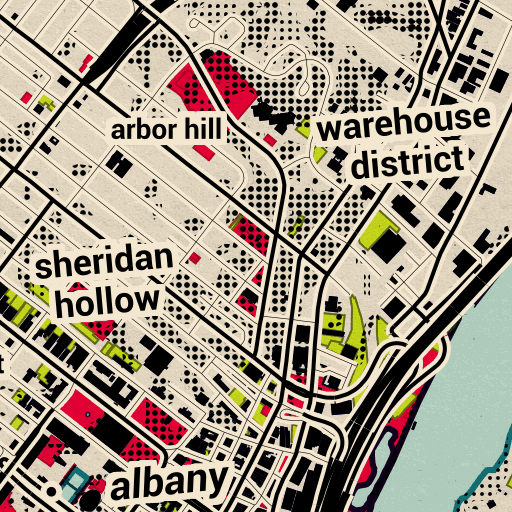 arbor hill
warehouse
district
sheridan
hollow
albany